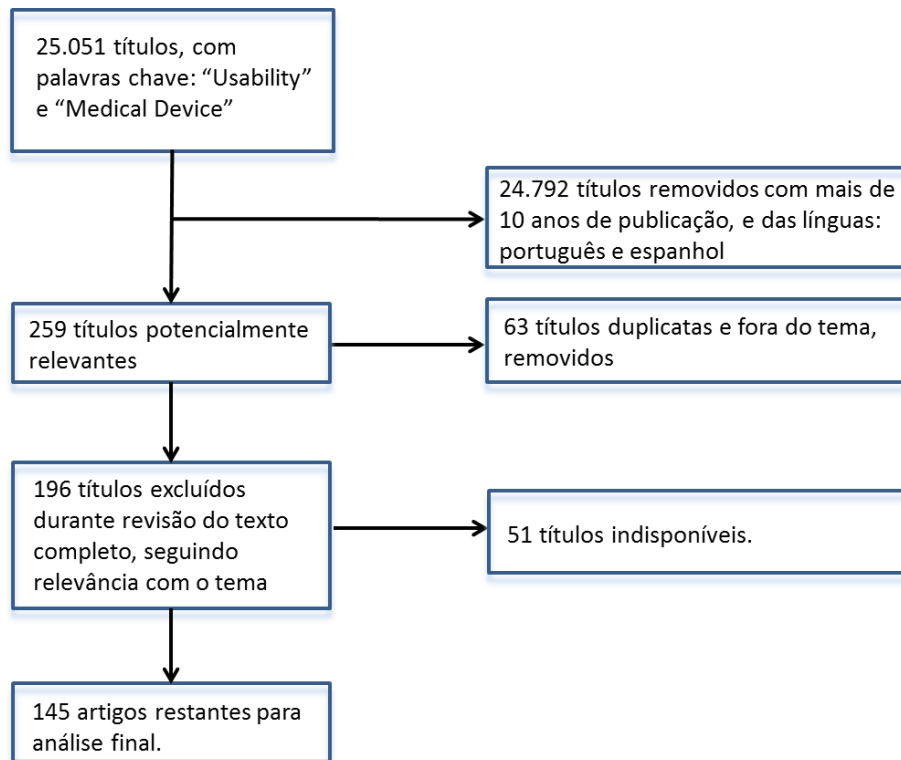 25.051 títulos, com
palavras chave: “Usability”
e “Medical Device”
24.792 títulos removidos com mais de
10 anos de publicação, e das línguas:
português e espanhol
259 títulos potencialmente
relevantes
63 títulos duplicatas e fora do tema,
removidos
196 títulos excluídos
durante revisão do texto
completo, seguindo
relevância com o tema
51 títulos indisponíveis.
145 artigos restantes para
análise final.